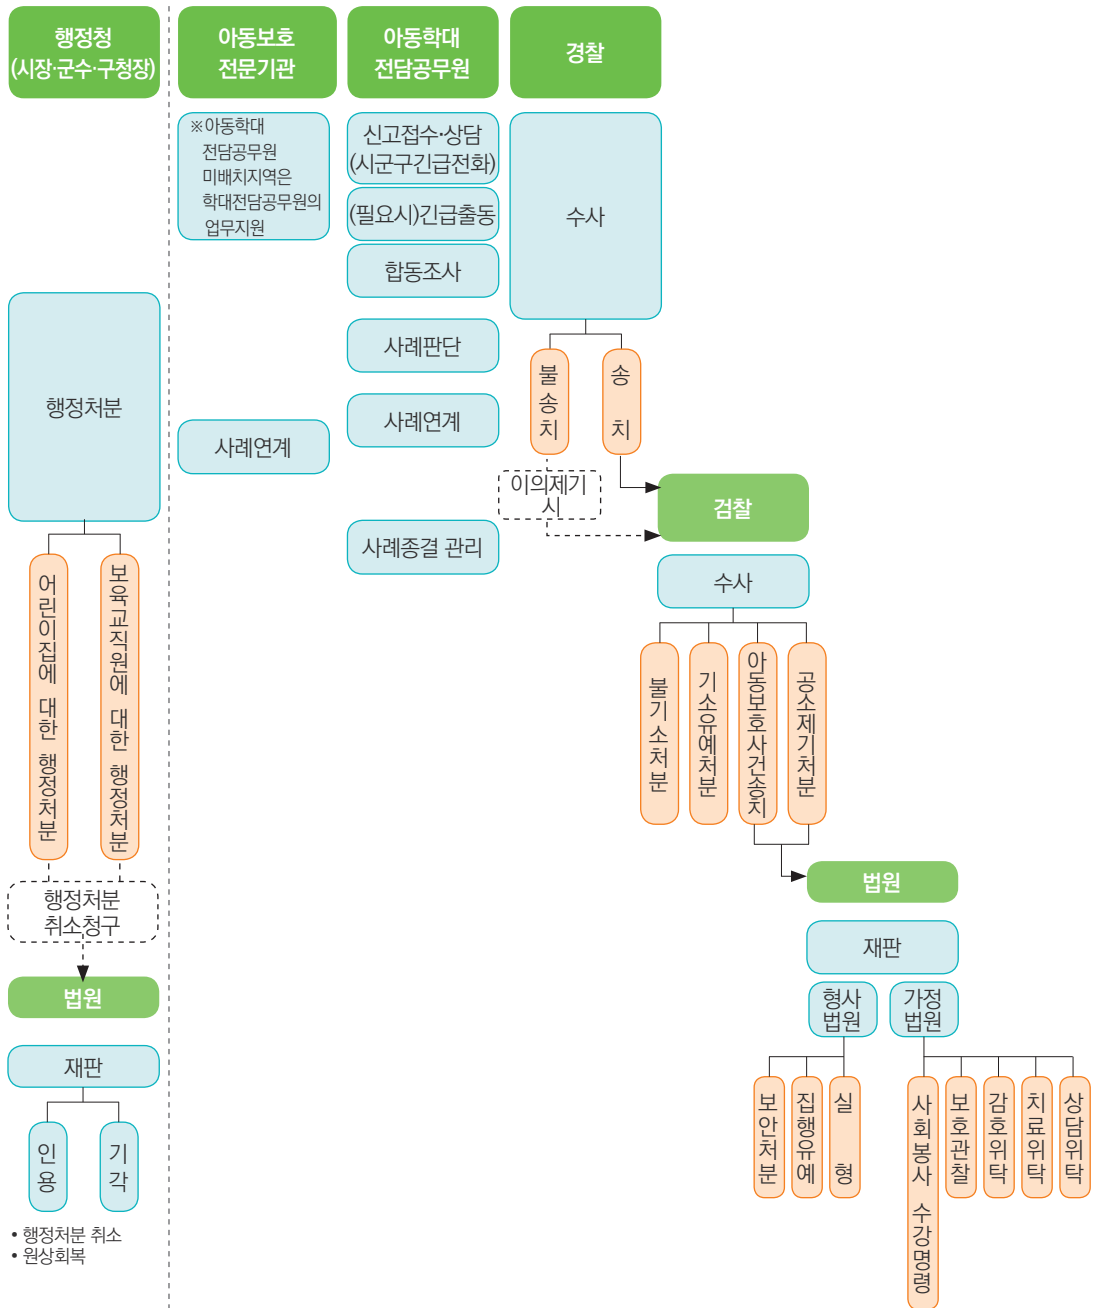 행정청
(시장·군수·구청장)
아동보호
전문기관
아동학대
전담공무원
경찰
※아동학대
전담공무원
미배치지역은
학대전담공무원의
업무지원
신고접수·상담
(시군구긴급전화)
(필요시)긴급출동
합동조사
수사
사례판단
불송치
송치
행정처분
사례연계
사례연계
이의제기
시
검찰
사례종결 관리
수사
어린이집에 대한 행정처분
보육교직원에 대한 행정처분
불기소처분
기소유예처분
아동보호사건송치
공소제기처분
행정처분
취소청구
법원
법원
재판
재판
형사
법원
가정
법원
인용
기각
보안처분
집행유예
실형
사회봉사 수강명령
보호관찰
감호위탁
치료위탁
상담위탁
• 행정처분 취소
• 원상회복